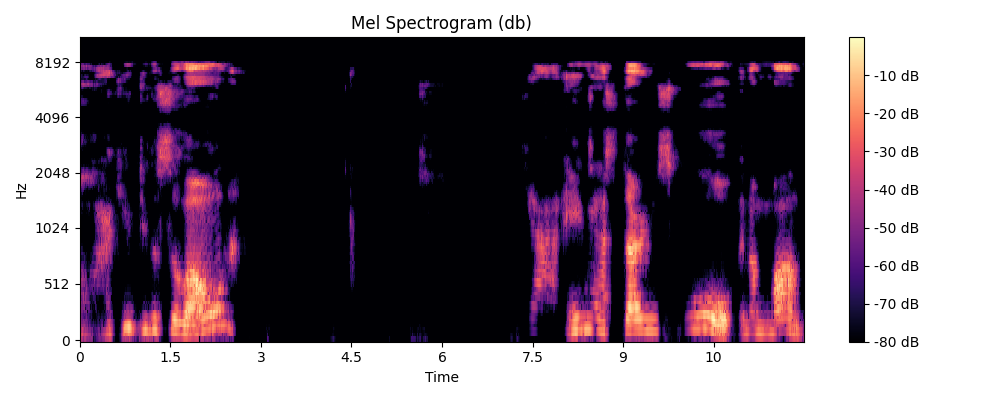 Mel Spectrogram (db)
Hz
8192
4096
2048
1024
512
0
0 1.5 3 4.5 6 7.5 9 10
Time
-10 dB
-20 dB
-30 dB
-40 dB
-50 dB
-60 dB
-70 dB
-80 dB